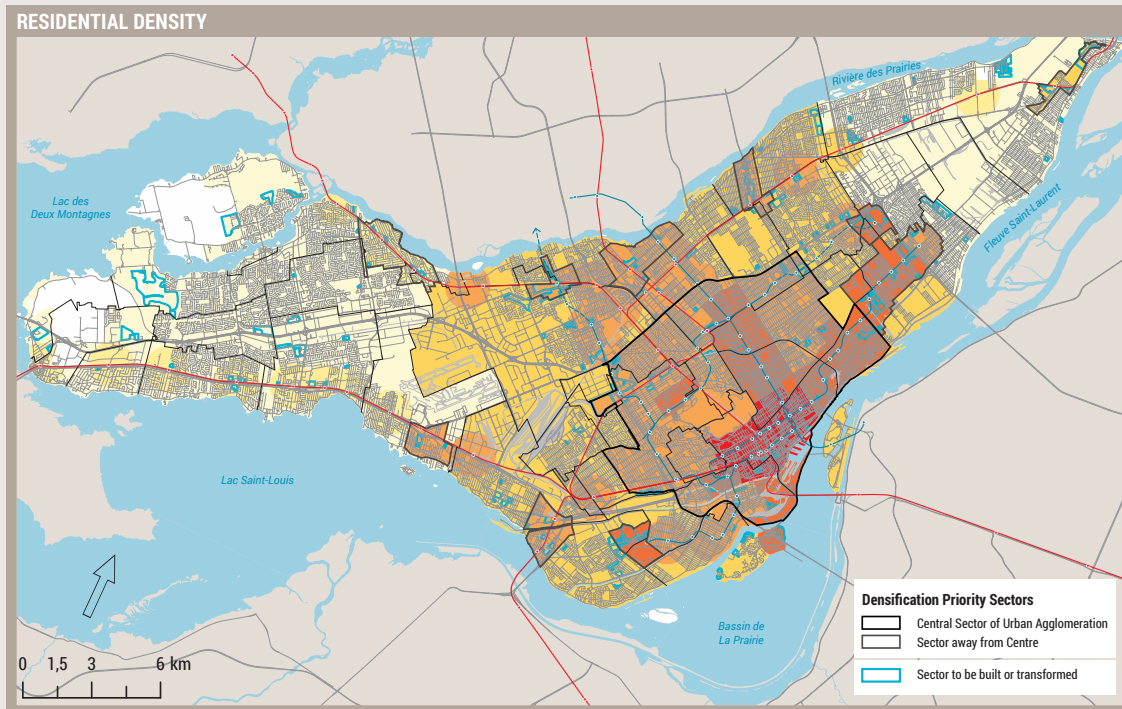 RESIDENTIAL DENSITY
Rivière des Prairies
Lac des
Deux Montagnes
Fleuve Saint-Laurent
Lac Saint-Louis
Bassin de
La Prairie
0 1,5 3 6 km
Densification Priority Sectors
Central Sector of Urban Agglomeration
Sector away from Centre
Sector to be built or transformed